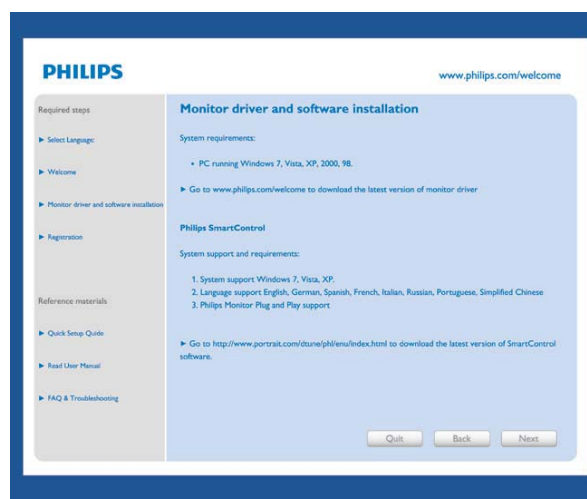 PHILIPS
www.philips.com/welcome
Required steps
► Select Language:
► Welcome
► Monitor driver and software installation
► Registration
Reference materials
► Quick Setup Guide
► Read User Manual
► FAQ & Troubleshooting
Monitor driver and software installation
System requirements:
• PC running Windows 7, Vista, XP, 2000, 98.
► Go to www.philips.com/welcome to download the latest version of monitor driver
Philips SmartControl
System support and requirements:
1. System support Windows 7, Vista, XP.
2. Language support English, German, Spanish, French, Italian, Russian, Portuguese, Simplified Chinese
3. Philips Monitor Plug and Play support
► Go to http://www.portrait.com/dtune/phl/enu/index.html to download the latest version of SmartControl
software.
Quit
Back
Next